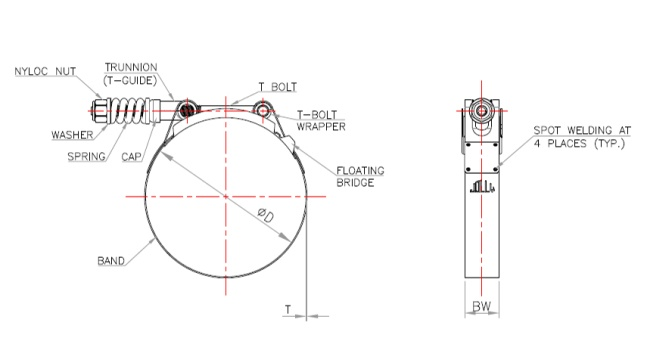 NYLOC NUT
TRUNNION
(T-GUIDE)
T BOLT
WASHER
SPRING
CAP
T-BOLT
WRAPPER
FLOATING
BRIDGE
ØD
BAND
T
SPOT WELDING AT
4 PLACES (TYP.)
BW